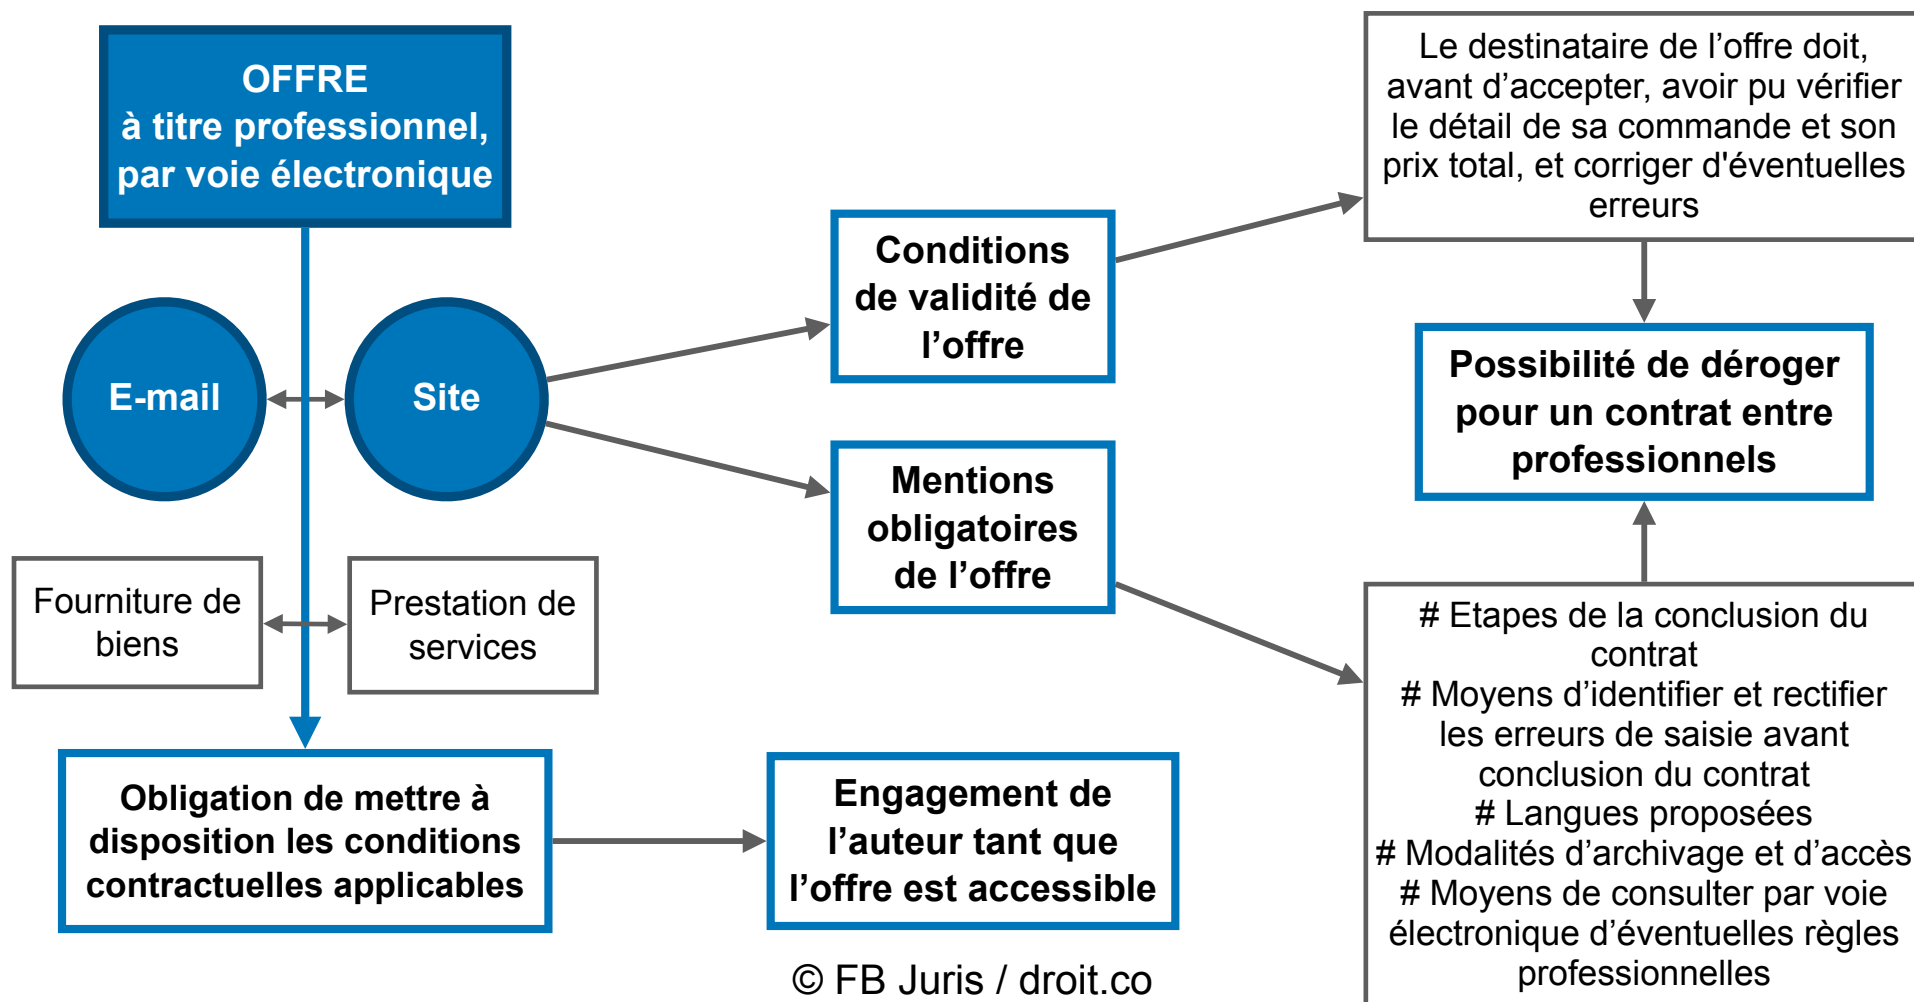 OFFRE
à titre professionnel,
par voie électronique
E-mail
Site
Fourniture de
biens
Prestation de
services
Obligation de mettre à
disposition les conditions
contractuelles applicables
Engagement de
l’auteur tant que
l’offre est accessible
Conditions
de validité de
l’offre
Mentions
obligatoires
de l’offre
Le destinataire de l’offre doit,
avant d’accepter, avoir pu vérifier
le détail de sa commande et son
prix total, et corriger d'éventuelles
erreurs
Possibilité de déroger
pour un contrat entre
professionnels
# Etapes de la conclusion du
contrat
# Moyens d’identifier et rectifier
les erreurs de saisie avant
conclusion du contrat
# Langues proposées
# Modalités d’archivage et d’accès
# Moyens de consulter par voie
électronique d’éventuelles règles
professionnelles
© FB Juris / droit.co